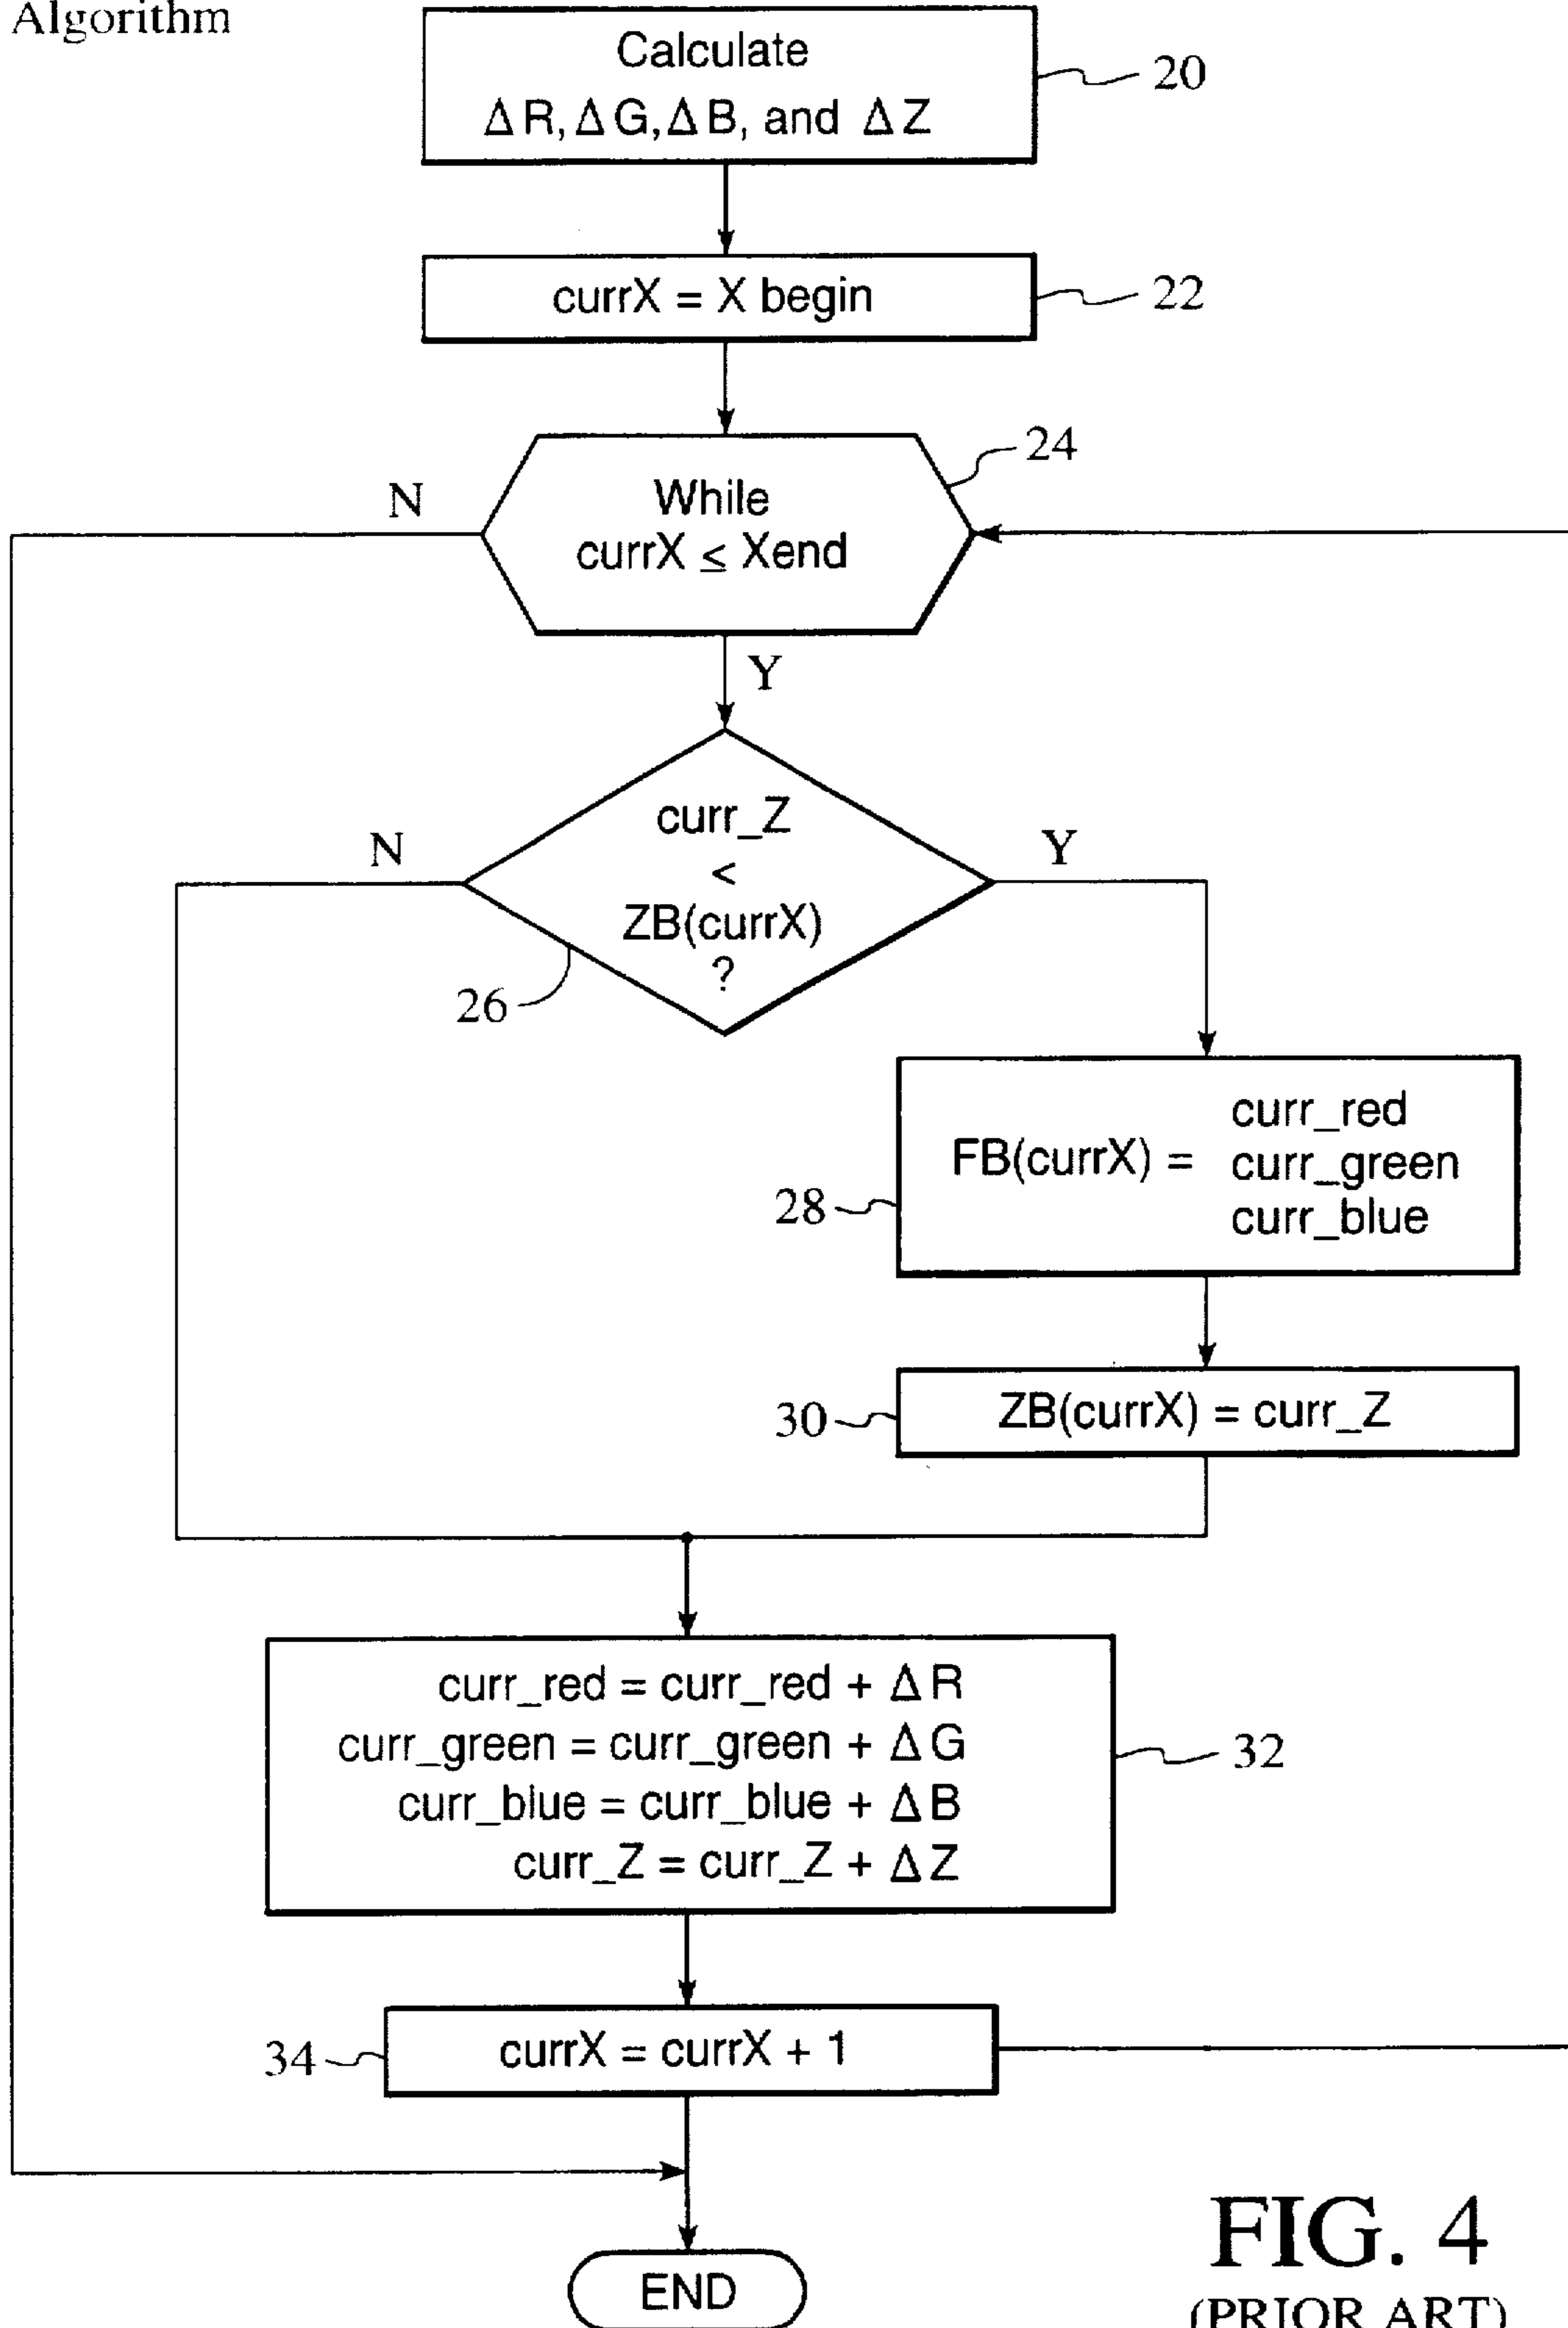 Algorithm
Calculate
ΔR, ΔG, ΔB, and ΔZ
20
currX = X begin
22
24
N
While
currX ≤ Xend
Y
curr_Z
<
ZB(currX)
?
N
Y
26
curr_red
FB(currX) = curr_green
curr_blue
28
ZB(currX) = curr_Z
30
curr_red = curr_red + ΔR
curr_green = curr_green + ΔG
curr_blue = curr_blue + ΔB
curr_Z = curr_Z + ΔZ
32
currX = currX + 1
34
END
FIG. 4
(PRIOR ART)